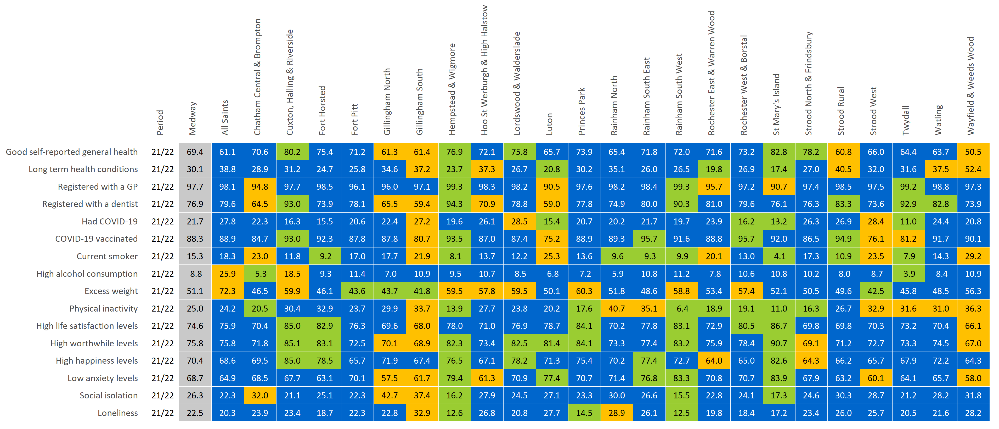 Period Medway All Saints Chatham Central & Brompton Cuxton, Halling & Riverside Fort Horsted Fort Pitt Gillingham North Gillingham South Hempstead & Wigmore Hoo St Werburgh & High Halstow Lordswood & Walderslade Luton Princes Park Rainham North Rainham South East Rainham South West Rochester East & Warren Wood Rochester West & Borstal St Mary's Island Strood North & Frindsbury Strood Rural Strood West Twydall Watling Wayfield & Weeds Wood
Good self-reported general health 21/22 69.4 61.1 70.6 80.2 75.4 71.2 61.3 61.4 76.9 72.1 75.8 65.7 73.9 65.4 71.8 72.0 71.6 73.2 82.8 78.2 60.8 66.0 64.4 63.7 50.5
Long term health conditions 21/22 30.1 38.8 28.9 31.2 24.7 25.8 34.6 37.2 23.7 37.3 26.7 20.8 30.2 35.1 26.0 26.5 19.8 26.9 17.4 27.0 40.5 32.0 31.6 37.5 52.4
Registered with a GP 21/22 97.7 98.1 94.8 97.7 98.5 96.1 96.0 97.1 99.3 98.3 98.2 90.5 97.6 98.2 98.4 99.3 95.7 97.2 90.7 97.4 98.5 97.5 99.2 98.8 97.3
Registered with a dentist 21/22 76.9 79.6 64.5 93.0 73.9 78.1 65.5 59.4 94.3 70.9 78.8 59.0 77.8 74.9 80.0 90.3 81.0 79.6 76.1 76.3 83.3 73.6 92.9 82.8 73.9
Had COVID-19 21/22 21.7 27.8 22.3 16.3 15.5 20.6 22.4 27.2 19.6 26.1 28.5 15.4 20.7 20.2 21.7 19.7 23.9 16.2 13.2 26.3 26.9 28.4 11.0 24.4 20.8
COVID-19 vaccinated 21/22 88.3 88.9 84.7 93.0 92.3 87.8 87.8 80.7 93.5 87.0 87.4 75.2 88.9 89.3 95.7 91.6 88.8 95.7 92.0 86.5 94.9 76.1 81.2 91.7 90.1
Current smoker 21/22 15.3 18.3 23.0 11.8 9.2 17.0 17.7 21.9 8.1 13.7 12.2 25.3 13.6 9.6 9.3 9.9 20.1 13.0 4.1 17.3 10.9 23.5 7.9 14.3 29.2
High alcohol consumption 21/22 8.8 25.9 5.3 18.5 9.3 11.4 7.0 10.9 9.5 10.7 8.5 6.8 7.2 5.9 10.8 11.2 7.8 10.6 10.8 10.2 8.0 8.7 3.9 8.4 10.9
Excess weight 21/22 51.1 72.3 46.5 59.9 46.1 43.6 43.7 41.8 59.5 57.8 59.5 50.1 60.3 51.8 48.6 58.8 53.4 57.4 52.1 50.5 49.6 42.5 45.8 48.5 56.3
Physical inactivity 21/22 25.0 24.2 20.5 30.4 32.9 23.7 29.9 33.7 13.9 27.7 23.8 20.2 17.6 40.7 35.1 6.4 18.9 19.1 11.0 16.3 26.7 32.9 31.6 31.0 36.3
High life satisfaction levels 21/22 74.6 75.9 70.4 85.0 82.9 76.3 69.6 68.0 78.0 71.0 76.9 78.7 84.1 70.2 77.8 83.1 72.9 80.5 86.7 69.8 69.8 70.3 73.2 70.4 66.1
High worthwhile levels 21/22 75.8 75.8 71.8 85.1 83.1 72.5 70.1 68.9 82.3 73.4 82.5 81.4 84.1 73.3 77.4 83.2 75.9 78.4 90.7 69.1 71.2 72.7 73.3 74.5 67.0
High happiness levels 21/22 70.4 68.6 69.5 85.0 78.5 65.7 71.9 67.4 76.5 67.1 78.2 71.3 75.4 70.2 77.4 72.7 64.0 65.0 82.6 64.3 66.2 65.7 67.9 72.2 64.3
Low anxiety levels 21/22 68.7 64.9 68.5 67.7 63.1 70.1 57.5 61.7 79.4 61.3 70.9 77.4 70.7 71.4 76.8 83.3 70.8 70.7 83.9 67.9 63.2 60.1 64.1 65.7 58.0
Social isolation 21/22 26.3 22.3 32.0 21.1 25.1 22.3 42.7 37.4 16.2 27.9 24.5 27.1 23.3 30.0 26.6 15.5 22.8 24.1 17.3 24.6 30.3 28.7 21.2 28.2 31.8
Loneliness 21/22 22.5 20.3 23.9 23.4 18.7 22.3 22.8 32.9 12.6 26.8 20.8 27.7 14.5 28.9 26.1 12.5 19.8 18.4 17.2 23.4 26.0 25.7 20.5 21.6 28.2